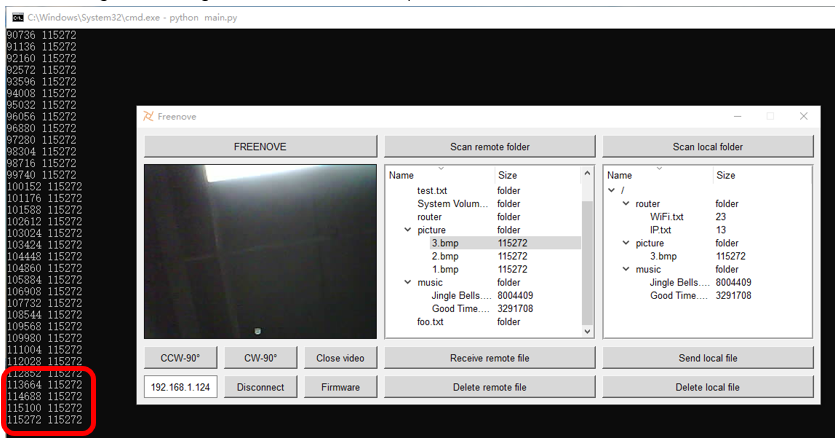 C:\Windows\System32\cmd.exe - python main.py
90736 115272
91136 115272
92160 115272
92572 115272
93596 115272
94008 115272
95032 115272
96056 115272
96880 115272
97280 115272
98304 115272
98716 115272
99740 115272
100152 115272
101176 115272
101588 115272
102612 115272
103024 115272
103424 115272
104448 115272
104860 115272
105884 115272
106908 115272
107732 115272
108544 115272
109568 115272
109980 115272
111004 115272
112028 115272
112852 115272
113664 115272
114688 115272
115100 115272
115272 115272
Freenove
FREENOVE Scan remote folder Scan local folder
Name Size
test.txt folder
System Volum... folder
router folder
picture folder
3.bmp 115272
2.bmp 115272
1.bmp 115272
music folder
Jingle Bells.... 8004409
Good Time.... 3291708
foo.txt folder
Name Size
/
router folder
WiFi.txt 23
IP.txt 13
picture folder
3.bmp 115272
music folder
Jingle Bells.... 8004409
Good Time.... 3291708
CCW-90° CW-90° Close video Receive remote file Send local file
192.168.1.124 Disconnect Firmware Delete remote file Delete local file